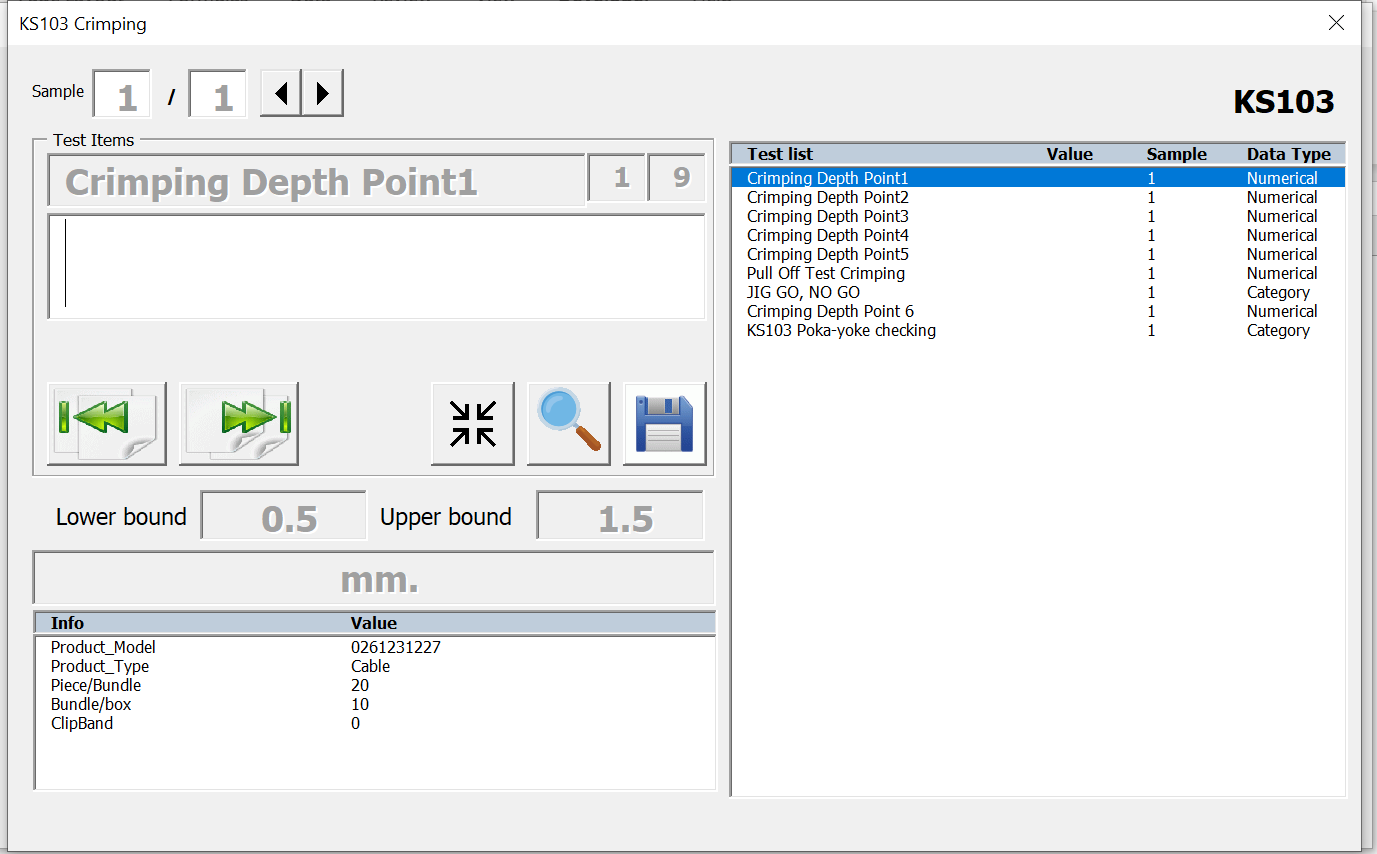 KS103 Crimping
Sample 1 / 1
KS103
Test Items
Crimping Depth Point1 1 9
Lower bound 0.5 Upper bound 1.5
mm.
Info Value
Product_Model 0261231227
Product_Type Cable
Piece/Bundle 20
Bundle/box 10
ClipBand 0
Test list Value Sample Data Type
Crimping Depth Point1 1 Numerical
Crimping Depth Point2 1 Numerical
Crimping Depth Point3 1 Numerical
Crimping Depth Point4 1 Numerical
Crimping Depth Point5 1 Numerical
Pull Off Test Crimping 1 Numerical
JIG GO, NO GO 1 Category
Crimping Depth Point 6 1 Numerical
KS103 Poka-yoke checking 1 Category